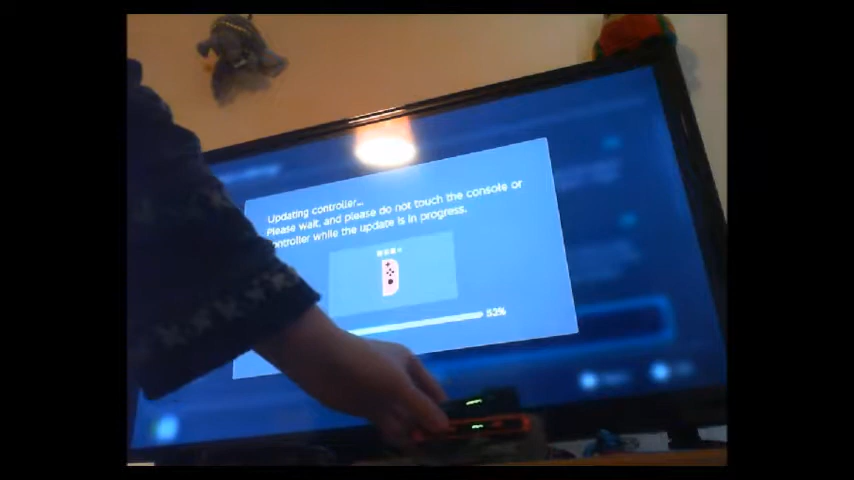 Updating controller...
Please wait, and please do not touch the console or
controller while the update is in progress.
52%